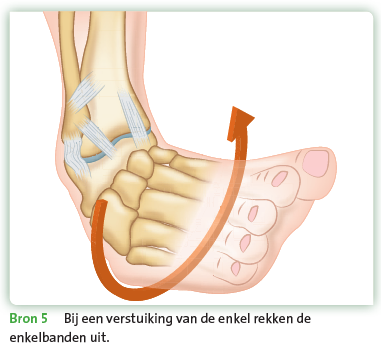 Bron 5 Bij een verstuiking van de enkel rekken de
enkelbanden uit.